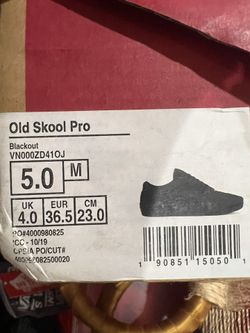 Old Skool Pro
Blackout
VN000ZD41OJ
5.0 M
UK EUR CM
4.0 36.5 23.0
PO#4000980825
CC - 10/19
1 90851 15050 1